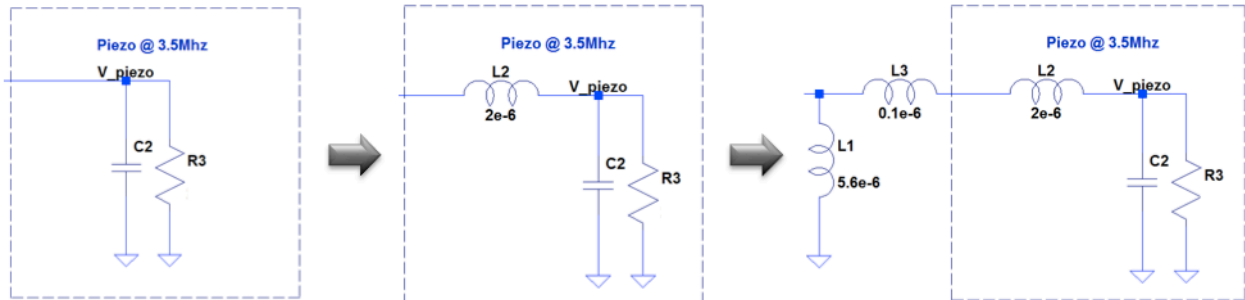 Piezo @ 3.5Mhz
V_piezo
C2
R3
Piezo @ 3.5Mhz
L2
V_piezo
2e-6
C2
R3
Piezo @ 3.5Mhz
L3
L2
V_piezo
0.1e-6
2e-6
L1
5.6e-6
C2
R3